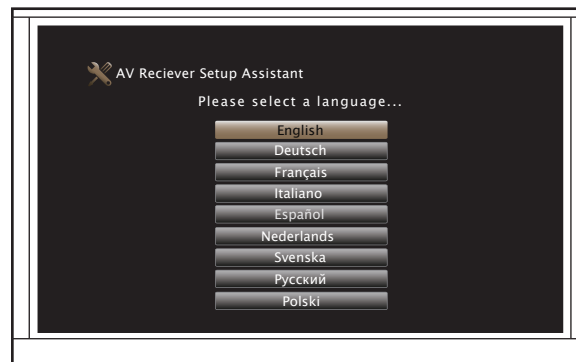 AV Reciever Setup Assistant
Please select a language...
English
Deutsch
Français
Italiano
Español
Nederlands
Svenska
Русский
Polski